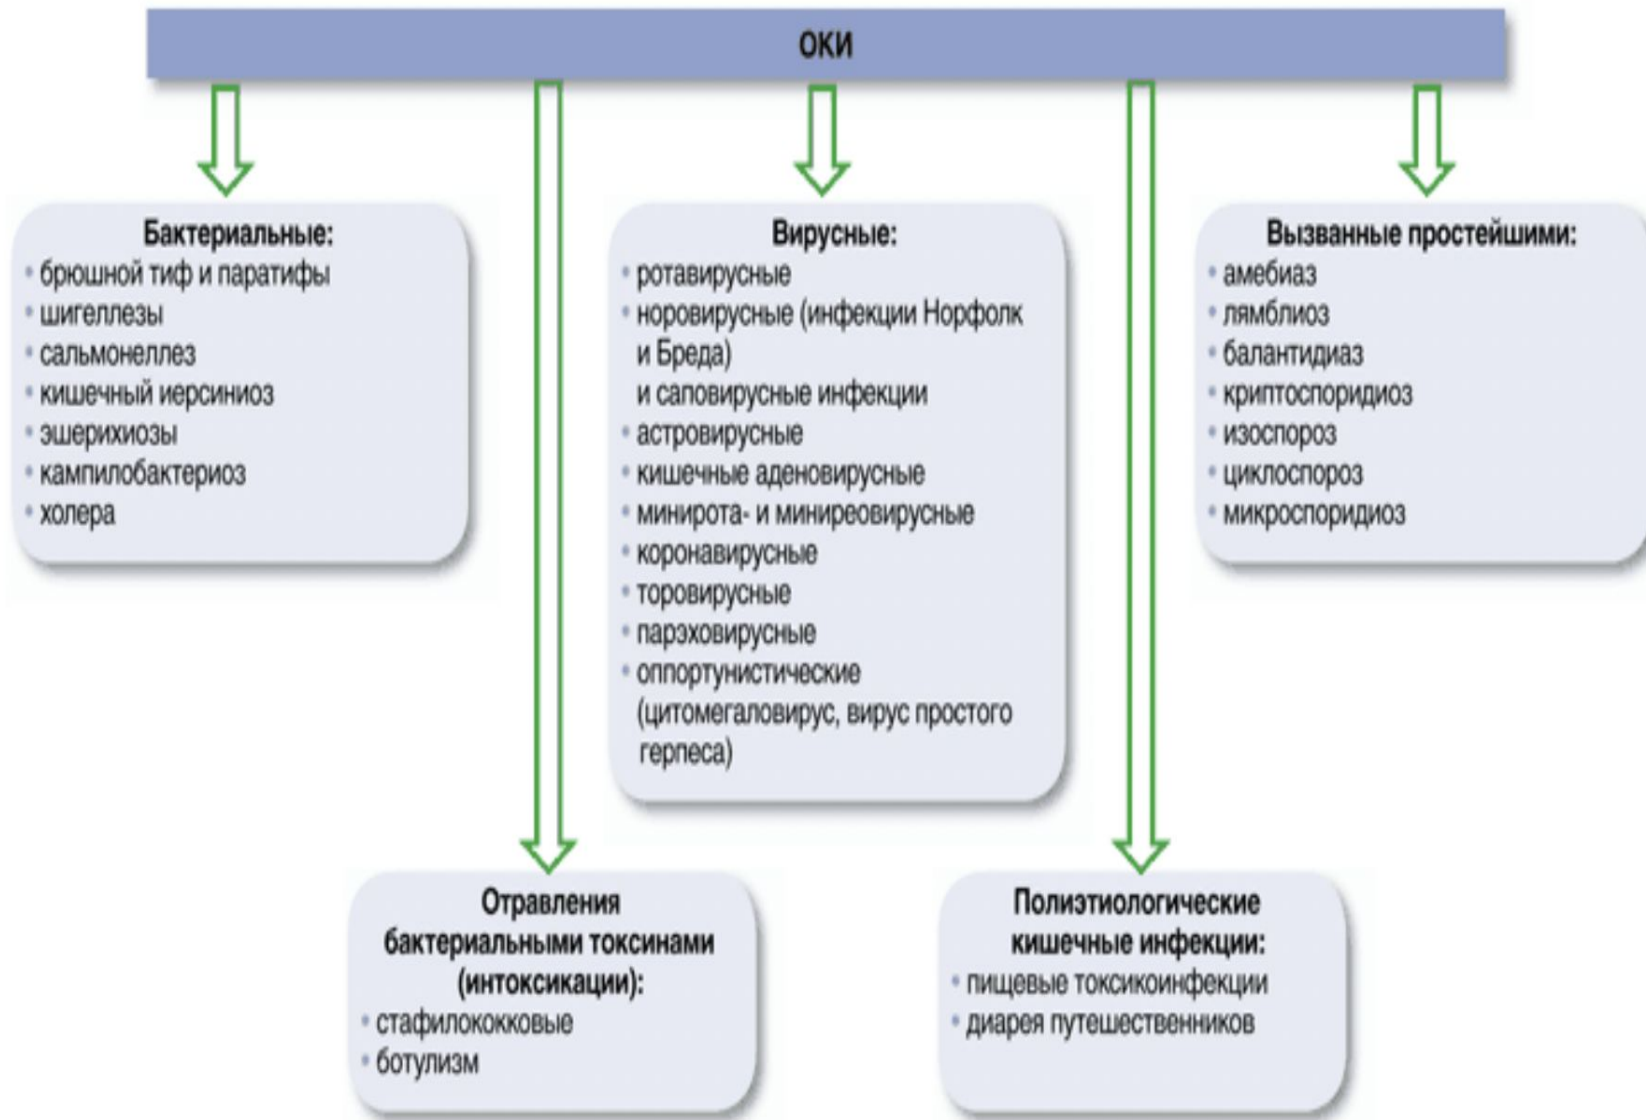 ОКИ
Бактериальные:
• брюшной тиф и паратифы
• шигеллезы
• сальмонеллез
• кишечный иерсиниоз
• эшерихиозы
• кампилобактериоз
• холера
Вирусные:
• ротавирусные
• норовирусные (инфекции Норфолк
и Бреда)
и саповирусные инфекции
• астровирусные
• кишечные аденовирусные
• минирота- и миниреовирусные
• коронавирусные
• торовирусные
• парэховирусные
• оппортунистические
(цитомегаловирус, вирус простого
герпеса)
Вызванные простейшими:
• амебиаз
• лямблиоз
• балантидиаз
• криптоспоридиоз
• изоспороз
• циклоспороз
• микроспоридиоз
Отравления
бактериальными токсинами
(интоксикации):
• стафилококковые
• ботулизм
Полиэтиологические
кишечные инфекции:
• пищевые токсикоинфекции
• диарея путешественников